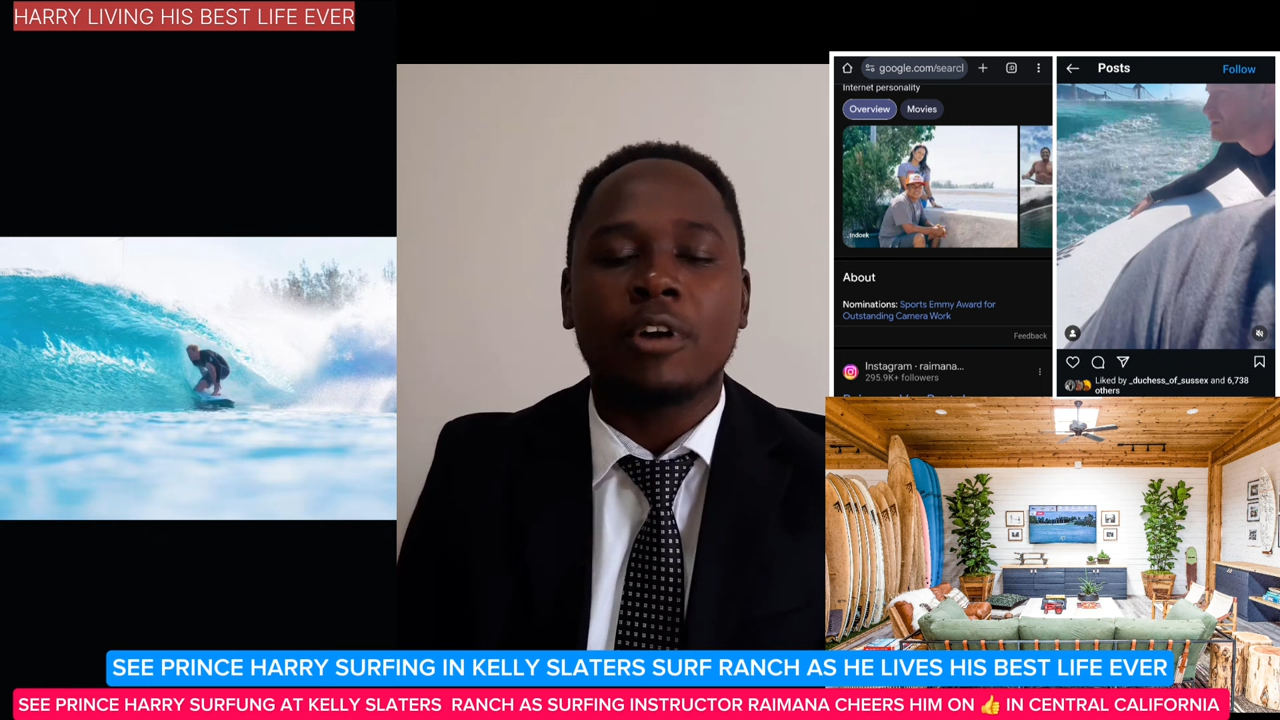 HARRY LIVING HIS BEST LIFE EVER
google.com/searcl
Internet personality
Overview
Movies
.Indoek
About
Nominations: Sports Emmy Award for
Outstanding Camera Work
Feedback
Instagram · raimana...
295.9K+ followers
Posts
Follow
Liked by _duchess_of_sussex and 6,738
others
SEE PRINCE HARRY SURFING IN KELLY SLATERS SURF RANCH AS HE LIVES HIS BEST LIFE EVER
SEE PRINCE HARRY SURFUNG AT KELLY SLATERS RANCH AS SURFING INSTRUCTOR RAIMANA CHEERS HIM ON 👍 IN CENTRAL CALIFORNIA